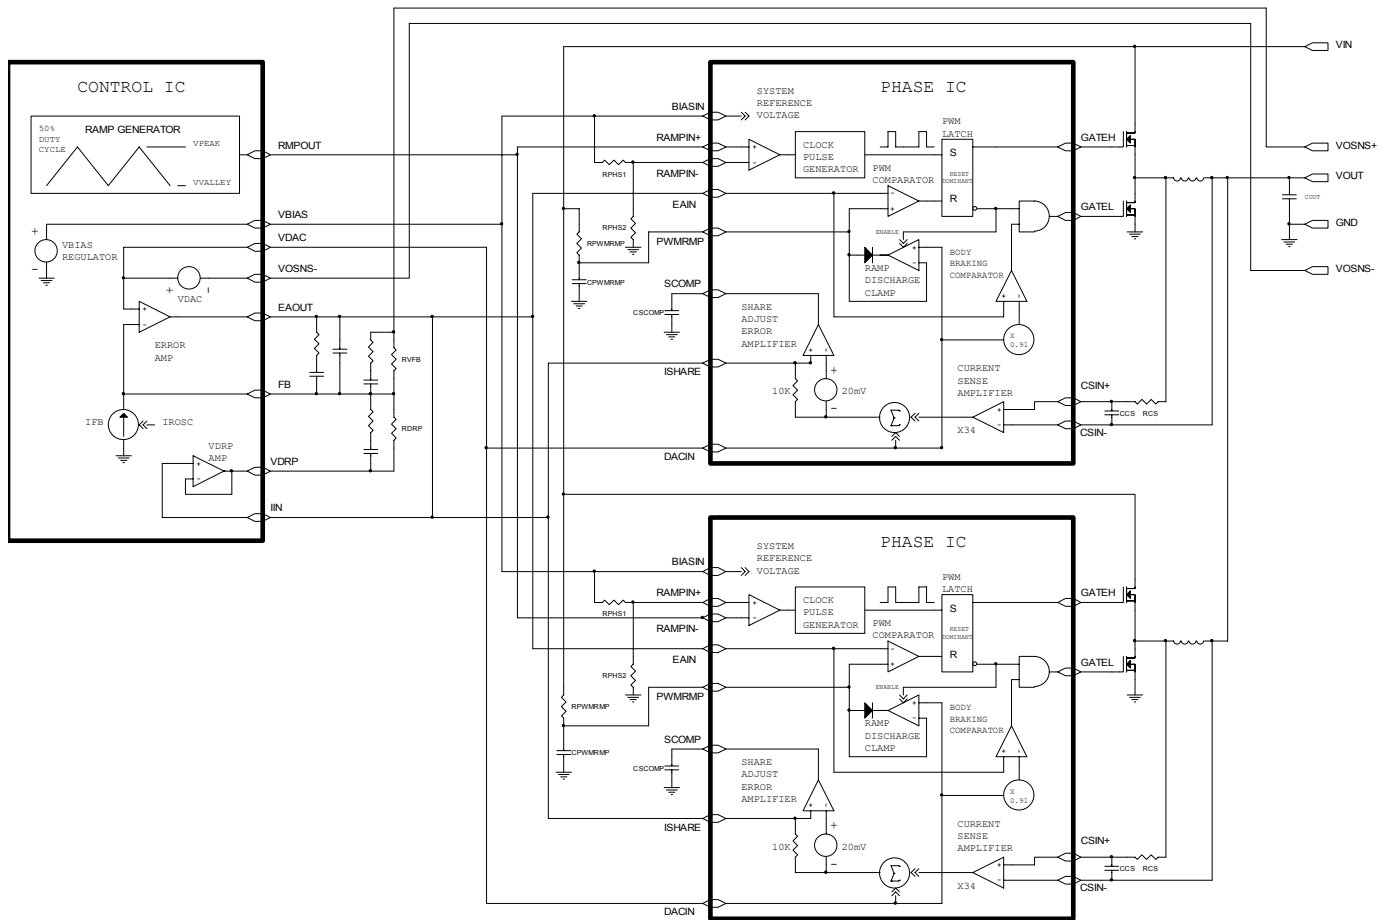 CONTROL IC
50%
DUTY
CYCLE
RAMP GENERATOR
VPEAK
VVALLEY
RMPOUT
VBIAS
VDAC
VOSNS-
EAOUT
FB
VDRP
IIN
+
-
VBIAS
REGULATOR
+
-
VDAC
+
-
ERROR
AMP
IFB
IROSC
VDRP
AMP
+
-
RVFB
RDRP
RPHS1
RPHS2
RPWMRMP
CPWMRMP
CSCOMP
BIASIN
RAMPIN+
RAMPIN-
EAIN
PWMRMP
SCOMP
ISHARE
DACIN
PHASE IC
SYSTEM
REFERENCE
VOLTAGE
+
-
CLOCK
PULSE
GENERATOR
PWM
LATCH
S
RESET
DOMINANT
R
PWM
COMPARATOR
-
+
ENABLE
+
-
RAMP
DISCHARGE
CLAMP
BODY
BRAKING
COMPARATOR
+
-
SHARE
ADJUST
ERROR
AMPLIFIER
+
-
X
0.91
10K
+
-
20mV
Σ
CURRENT
SENSE
AMPLIFIER
+
-
X34
GATEH
GATEL
CSIN+
CSIN-
CCS
RCS
COUT
VIN
VOSNS+
VOUT
GND
VOSNS-
RPHS1
RPHS2
RPWMRMP
CPWMRMP
CSCOMP
BIASIN
RAMPIN+
RAMPIN-
EAIN
PWMRMP
SCOMP
ISHARE
DACIN
PHASE IC
SYSTEM
REFERENCE
VOLTAGE
+
-
CLOCK
PULSE
GENERATOR
PWM
LATCH
S
RESET
DOMINANT
R
PWM
COMPARATOR
-
+
ENABLE
+
-
RAMP
DISCHARGE
CLAMP
BODY
BRAKING
COMPARATOR
+
-
SHARE
ADJUST
ERROR
AMPLIFIER
+
-
X
0.91
10K
+
-
20mV
Σ
CURRENT
SENSE
AMPLIFIER
+
-
X34
GATEH
GATEL
CSIN+
CSIN-
CCS
RCS